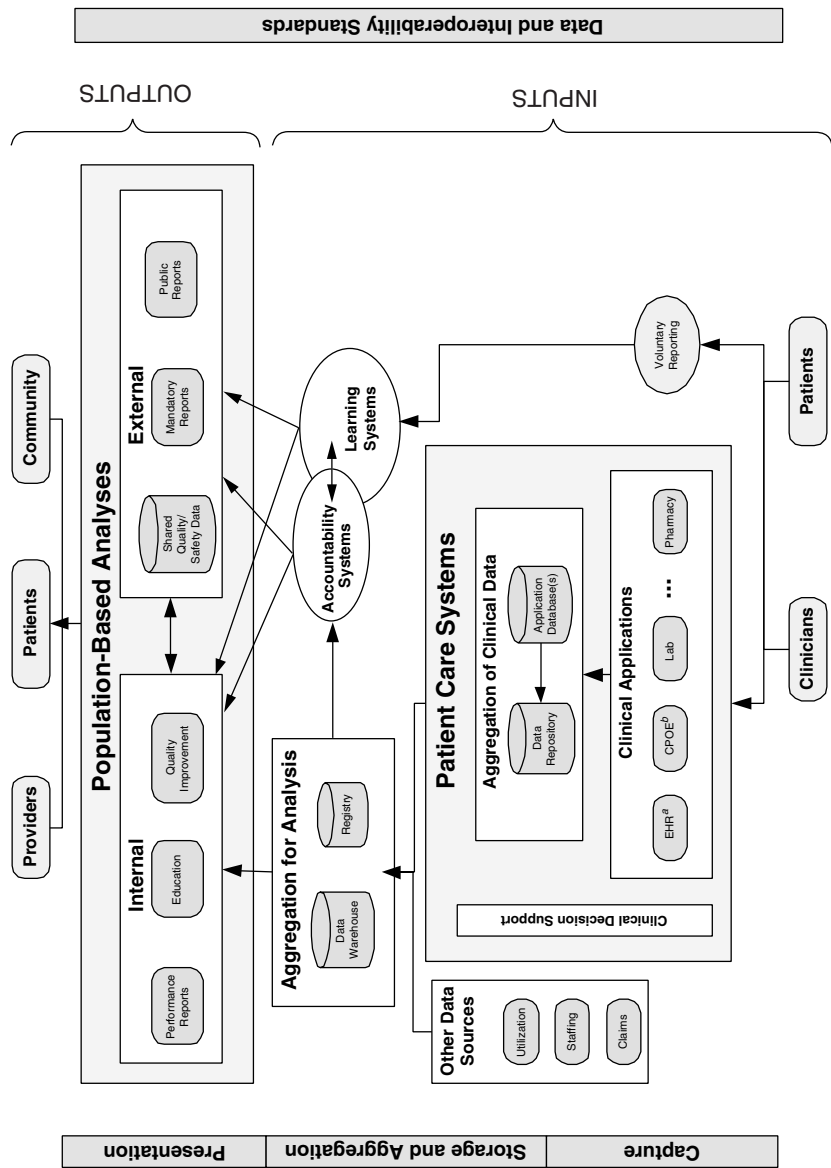 Presentation
Storage and Aggregation
Capture
Providers
Patients
Community
Population-Based Analyses
Internal
Performance
Reports
Education
Quality
Improvement
External
Shared
Quality/
Safety Data
Mandatory
Reports
Public
Reports
Aggregation for Analysis
Data
Warehouse
Registry
Accountability
Systems
Learning
Systems
Other Data
Sources
Utilization
Staffing
Claims
Patient Care Systems
Clinical Decision Support
Aggregation of Clinical Data
Data
Repository
Application
Database(s)
Clinical Applications
EHRᵃ
CPOEᵇ
Lab
...
Pharmacy
Voluntary
Reporting
Clinicians
Patients
OUTPUTS
INPUTS
Data and Interoperability Standards